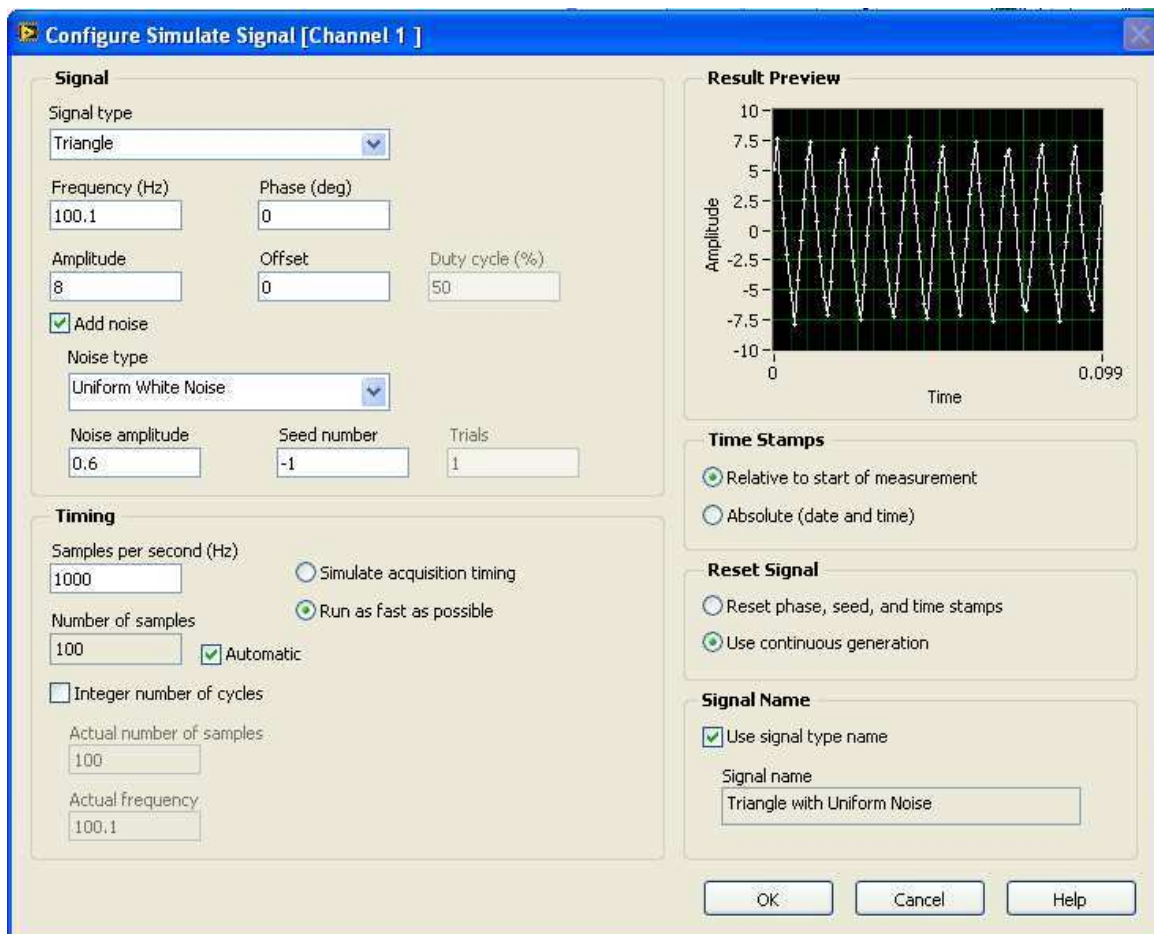 Configure Simulate Signal [Channel 1 ]
Signal
Signal type
Triangle
Frequency (Hz) Phase (deg)
100.1 0
Amplitude Offset Duty cycle (%)
8 0 50
Add noise
Noise type
Uniform White Noise
Noise amplitude Seed number Trials
0.6 -1 1
Timing
Samples per second (Hz)
1000
Simulate acquisition timing
Run as fast as possible
Number of samples
100 Automatic
Integer number of cycles
Actual number of samples
100
Actual frequency
100.1
Result Preview
Amplitude
10
7.5
5
2.5
0
-2.5
-5
-7.5
-10
0 0.099
Time
Time Stamps
Relative to start of measurement
Absolute (date and time)
Reset Signal
Reset phase, seed, and time stamps
Use continuous generation
Signal Name
Use signal type name
Signal name
Triangle with Uniform Noise
OK Cancel Help